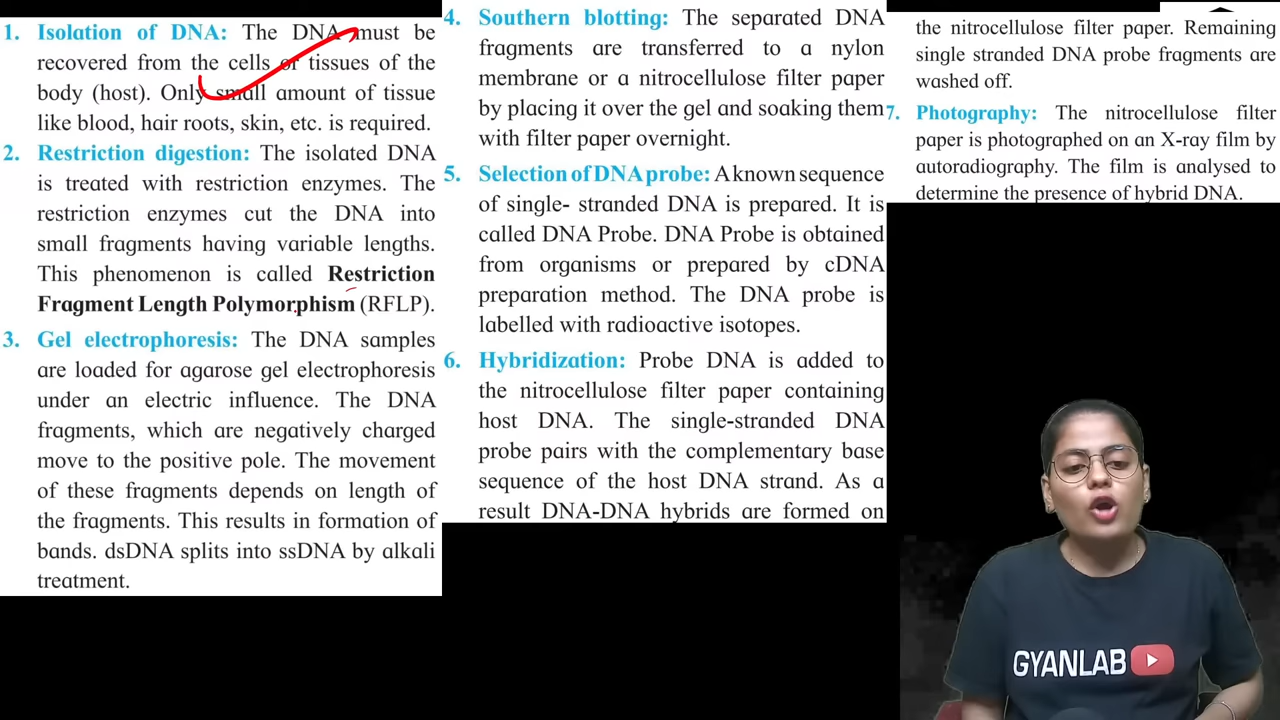 1. Isolation of DNA: The DNA must be
recovered from the cells or tissues of the
body (host). Only small amount of tissue
like blood, hair roots, skin, etc. is required.
2. Restriction digestion: The isolated DNA
is treated with restriction enzymes. The
restriction enzymes cut the DNA into
small fragments having variable lengths.
This phenomenon is called Restriction
Fragment Length Polymorphism (RFLP).
3. Gel electrophoresis: The DNA samples
are loaded for agarose gel electrophoresis
under an electric influence. The DNA
fragments, which are negatively charged
move to the positive pole. The movement
of these fragments depends on length of
the fragments. This results in formation of
bands. dsDNA splits into ssDNA by alkali
treatment.
4. Southern blotting: The separated DNA
fragments are transferred to a nylon
membrane or a nitrocellulose filter paper
by placing it over the gel and soaking them
with filter paper overnight.
5. Selection of DNA probe: A known sequence
of single- stranded DNA is prepared. It is
called DNA Probe. DNA Probe is obtained
from organisms or prepared by cDNA
preparation method. The DNA probe is
labelled with radioactive isotopes.
6. Hybridization: Probe DNA is added to
the nitrocellulose filter paper containing
host DNA. The single-stranded DNA
probe pairs with the complementary base
sequence of the host DNA strand. As a
result DNA-DNA hybrids are formed on
the nitrocellulose filter paper. Remaining
single stranded DNA probe fragments are
washed off.
7. Photography: The nitrocellulose filter
paper is photographed on an X-ray film by
autoradiography. The film is analysed to
determine the presence of hybrid DNA.
GYANLAB